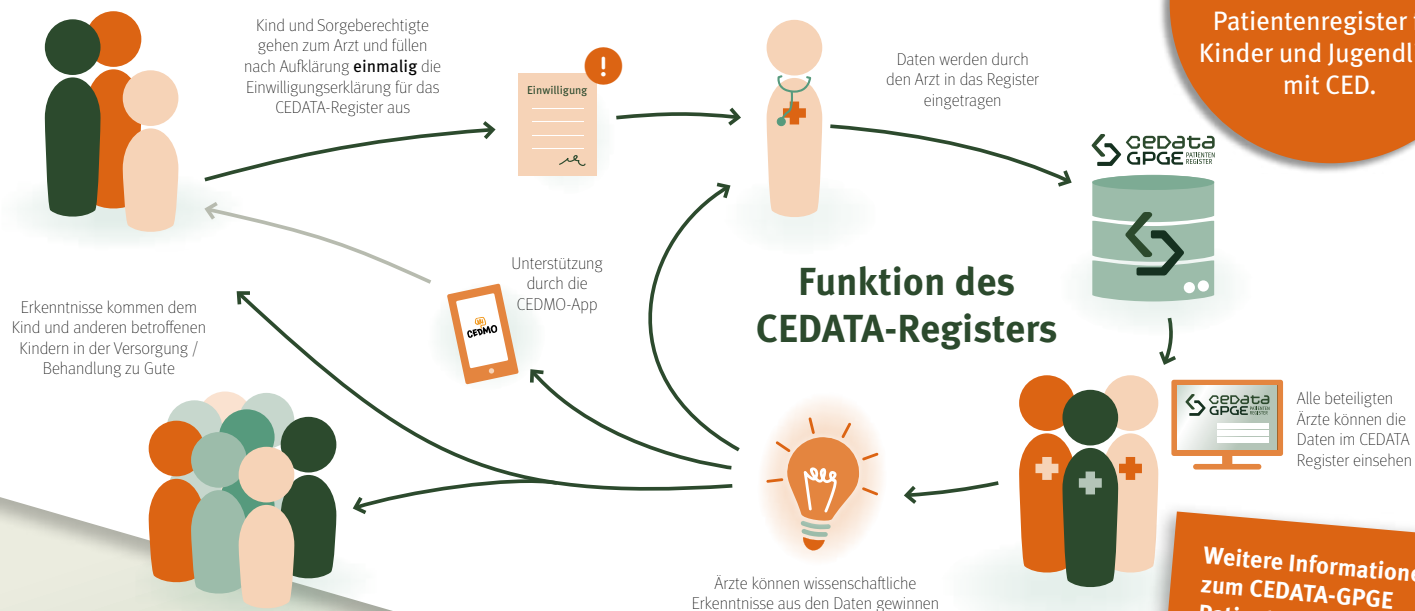 Kind und Sorgeberechtigte
gehen zum Arzt und füllen
nach Aufklärung einmalig die
Einwilligungserklärung für das
CEDATA-Register aus
Einwilligung
!
Daten werden durch
den Arzt in das Register
eingetragen
Patientenregister
Kinder und Jugendl
mit CED.
CEDATA
GPGE PATIENTEN
REGISTER
Unterstützung
durch die
CEDMO-App
CEDMO
Funktion des
CEDATA-Registers
Erkenntnisse kommen dem
Kind und anderen betroffenen
Kindern in der Versorgung /
Behandlung zu Gute
CEDATA
GPGE PATIENTEN
REGISTER
Alle beteiligten
Ärzte können die
Daten im CEDATA
Register einsehen
Ärzte können wissenschaftliche
Erkenntnisse aus den Daten gewinnen
Weitere Informatione
zum CEDATA-GPGE